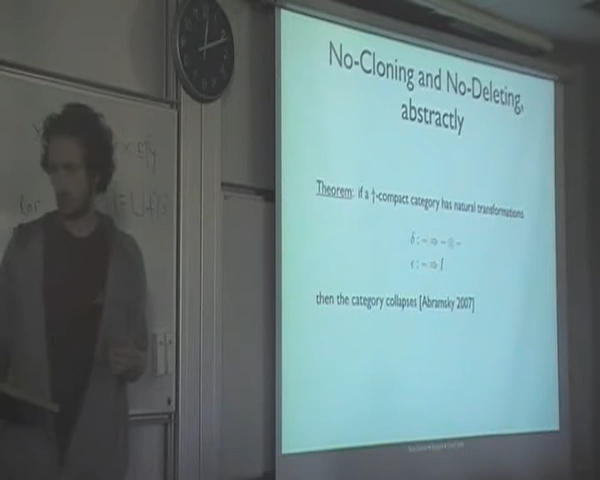 No-Cloning and No-Deleting,
abstractly
Theorem: if a †-compact category has natural transformations
δ : − ⇒ − ⊗ −
ϵ : − ⇒ I
then the category collapses [Abramsky 2007]